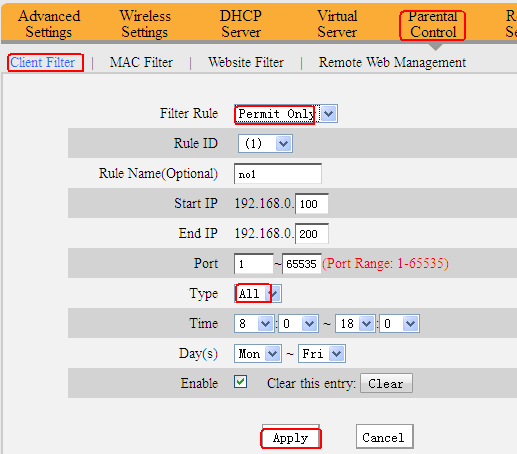 Advanced Settings Wireless Settings DHCP Server Virtual Server Parental Control R
Se
Client Filter | MAC Filter | Website Filter | Remote Web Management
Filter Rule Permit Only
Rule ID (1)
Rule Name(Optional) no1
Start IP 192.168.0. 100
End IP 192.168.0. 200
Port 1 ~ 65535 (Port Range: 1-65535)
Type All
Time 8 : 0 ~ 18 : 0
Day(s) Mon ~ Fri
Enable Clear this entry: Clear
Apply Cancel